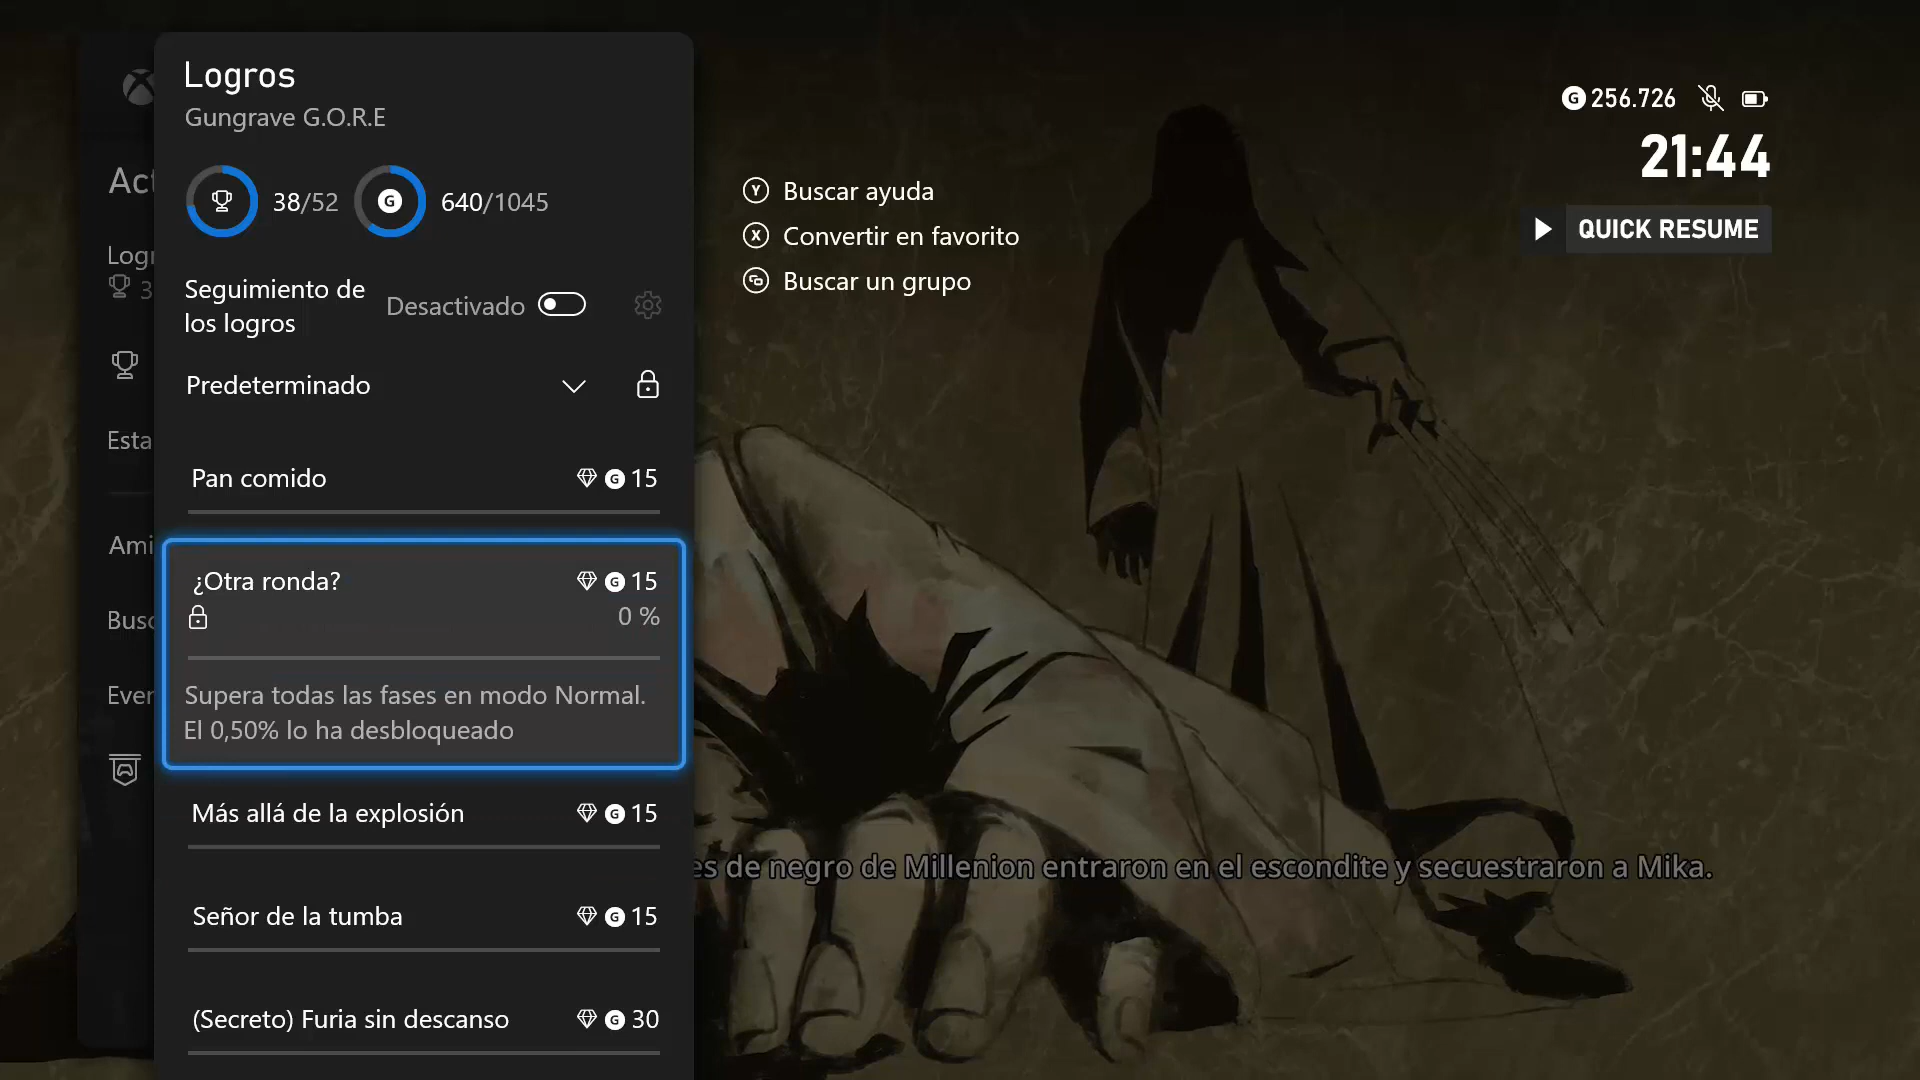 Logros
Gungrave G.O.R.E
38/52
640/1045
Seguimiento de los logros
Desactivado
Predeterminado
Pan comido
15
¿Otra ronda?
15
0 %
Supera todas las fases en modo Normal.
El 0,50% lo ha desbloqueado
Más allá de la explosión
15
Señor de la tumba
15
(Secreto) Furia sin descanso
30
Y Buscar ayuda
X Convertir en favorito
Buscar un grupo
G 256.726
21:44
QUICK RESUME
de negro de Millenion entraron en el escondite y secuestraron a Mika.